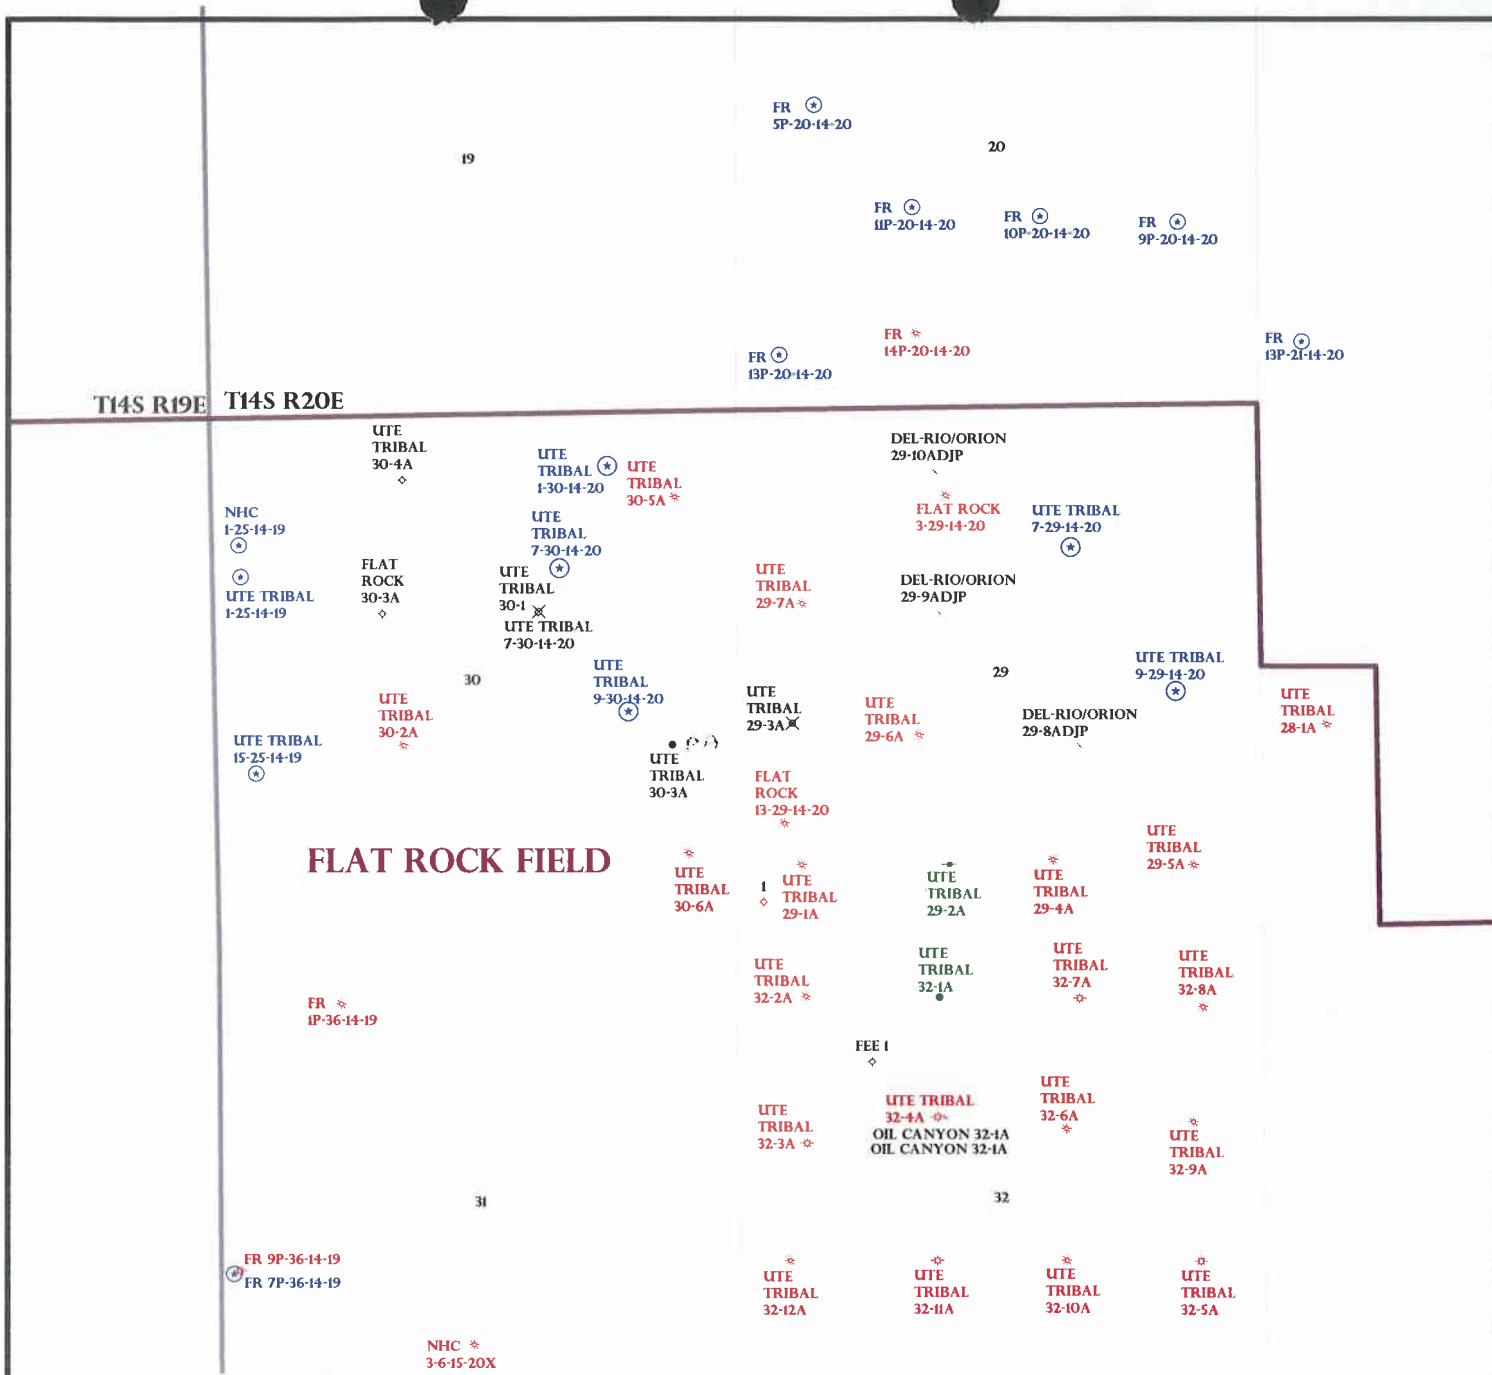 FR
5P-20-14-20
19
20
FR
11P-20-14-20
FR
10P-20-14-20
FR
9P-20-14-20
FR
14P-20-14-20
FR
13P-20-14-20
FR
13P-21-14-20
T14S R19E
T14S R20E
UTE
TRIBAL
30-4A
UTE
TRIBAL
1-30-14-20
UTE
TRIBAL
30-5A
DEL-RIO/ORION
29-10ADJP
NHC
1-25-14-19
UTE
TRIBAL
7-30-14-20
FLAT ROCK
3-29-14-20
UTE TRIBAL
7-29-14-20
FLAT
ROCK
30-3A
UTE
TRIBAL
30-1
UTE
TRIBAL
29-7A
DEL-RIO/ORION
29-9ADJP
UTE TRIBAL
1-25-14-19
UTE TRIBAL
7-30-14-20
30
UTE
TRIBAL
9-30-14-20
29
UTE TRIBAL
9-29-14-20
UTE
TRIBAL
30-2A
UTE
TRIBAL
29-3A
UTE
TRIBAL
29-6A
DEL-RIO/ORION
29-8ADJP
UTE
TRIBAL
28-1A
UTE TRIBAL
15-25-14-19
UTE
TRIBAL
30-3A
FLAT
ROCK
13-29-14-20
UTE
TRIBAL
29-5A
FLAT ROCK FIELD
UTE
TRIBAL
30-6A
1
UTE
TRIBAL
29-1A
UTE
TRIBAL
29-2A
UTE
TRIBAL
29-4A
UTE
TRIBAL
32-2A
UTE
TRIBAL
32-1A
UTE
TRIBAL
32-7A
UTE
TRIBAL
32-8A
FR
1P-36-14-19
FEE 1
UTE
TRIBAL
32-3A
UTE TRIBAL
32-4A
OIL CANYON 32-1A
OIL CANYON 32-1A
UTE
TRIBAL
32-6A
UTE
TRIBAL
32-9A
31
32
FR 9P-36-14-19
FR 7P-36-14-19
UTE
TRIBAL
32-12A
UTE
TRIBAL
32-11A
UTE
TRIBAL
32-10A
UTE
TRIBAL
32-5A
NHC
3-6-15-20X